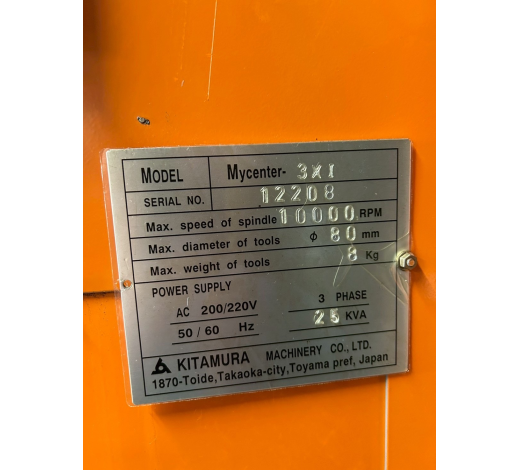 MODEL Mycenter- 3XI
SERIAL NO. 12208
Max. speed of spindle 10000 RPM
Max. diameter of tools φ 80 mm
Max. weight of tools 8 Kg
POWER SUPPLY
AC 200/220V 3 PHASE
50/60 Hz 25 KVA
KITAMURA MACHINERY CO., LTD.
1870-Toide,Takaoka-city,Toyama pref, Japan